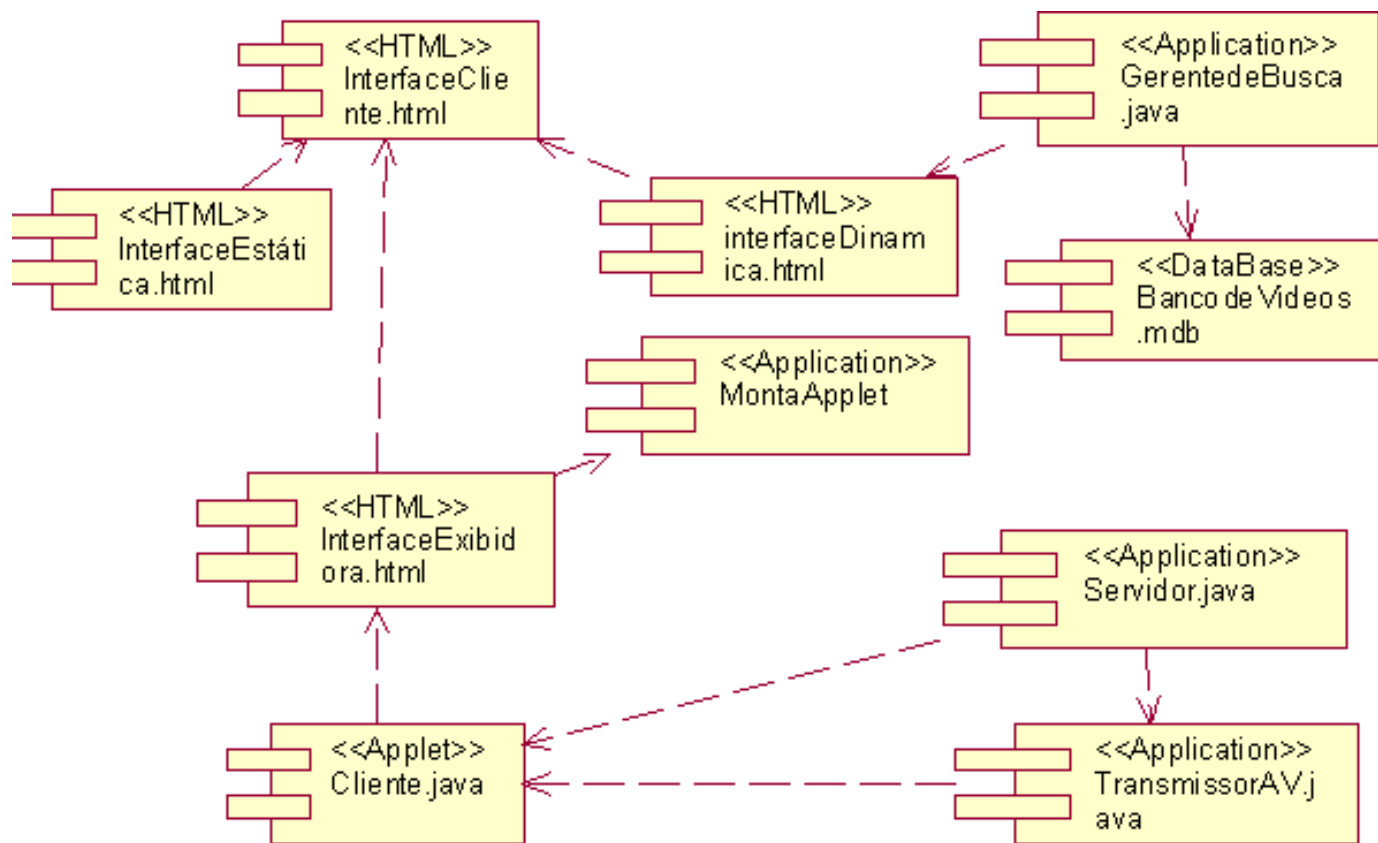 <<HTML>>
InterfaceClie
nte.html
<<Application>>
GerentedeBusca
.java
<<HTML>>
InterfaceEstáti
ca.html
<<HTML>>
interfaceDinam
ica.html
<<DataBase>>
BancodeVideos
.mdb
<<Application>>
MontaApplet
<<HTML>>
InterfaceExibid
ora.html
<<Application>>
Servidor.java
<<Applet>>
Cliente.java
<<Application>>
TransmissorAV.j
ava